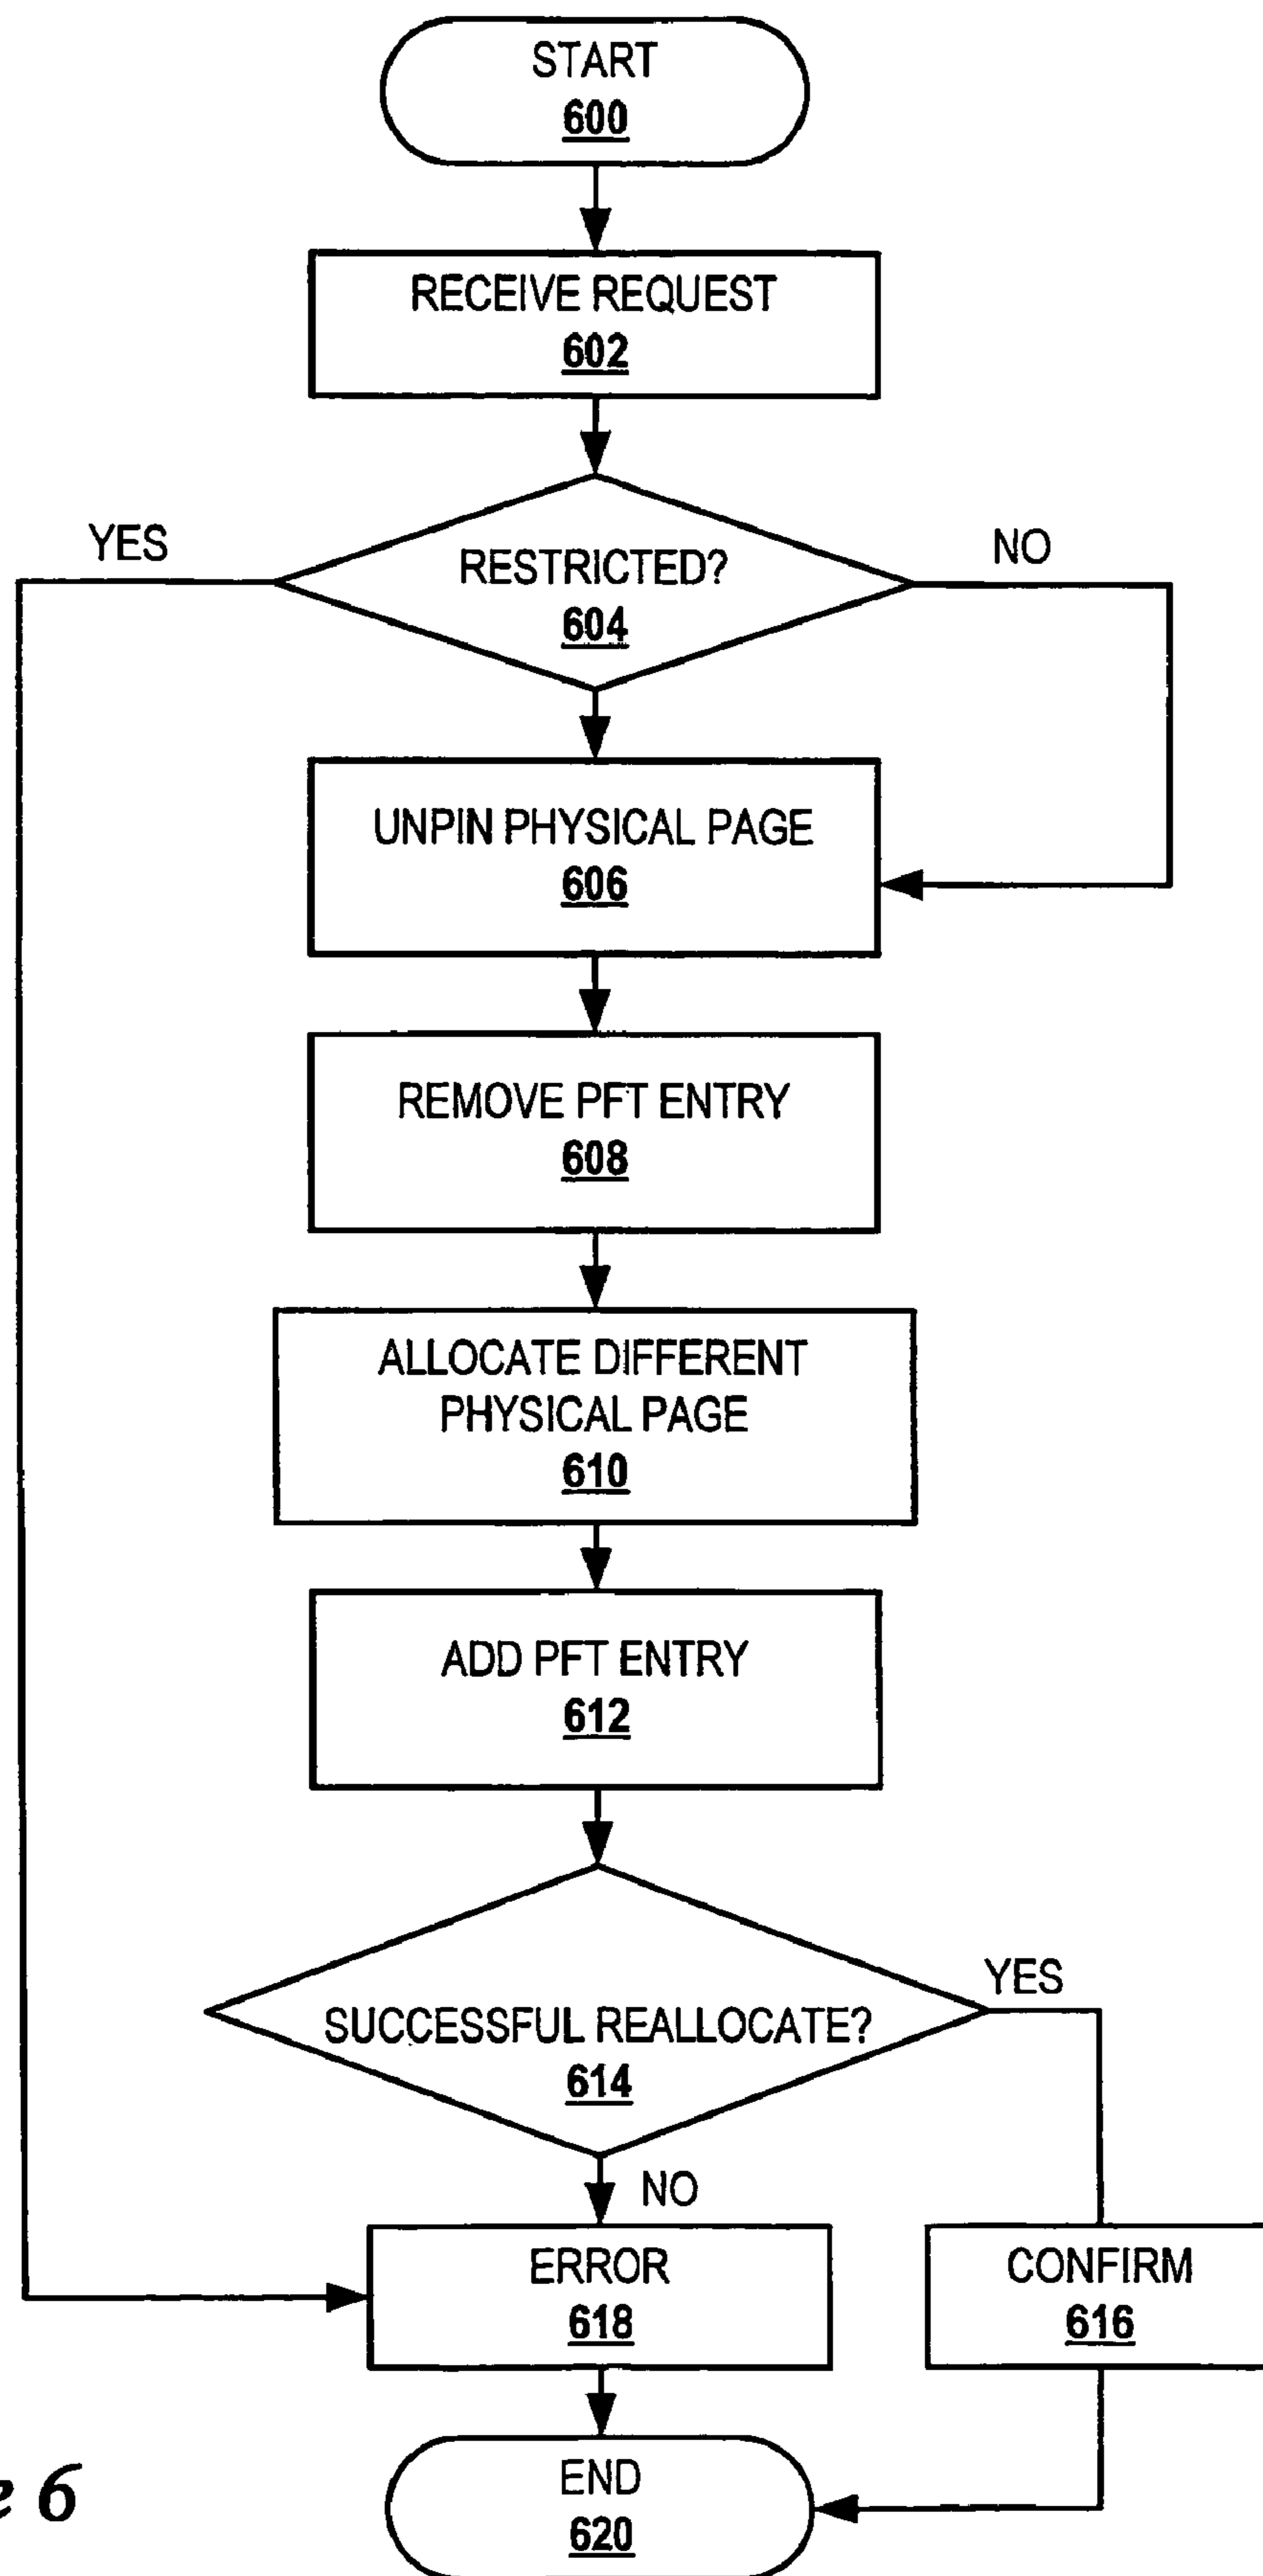 START
600
RECEIVE REQUEST
602
YES
NO
RESTRICTED?
604
UNPIN PHYSICAL PAGE
606
REMOVE PFT ENTRY
608
ALLOCATE DIFFERENT
PHYSICAL PAGE
610
ADD PFT ENTRY
612
YES
SUCCESSFUL REALLOCATE?
614
NO
ERROR
618
CONFIRM
616
END
620
e 6